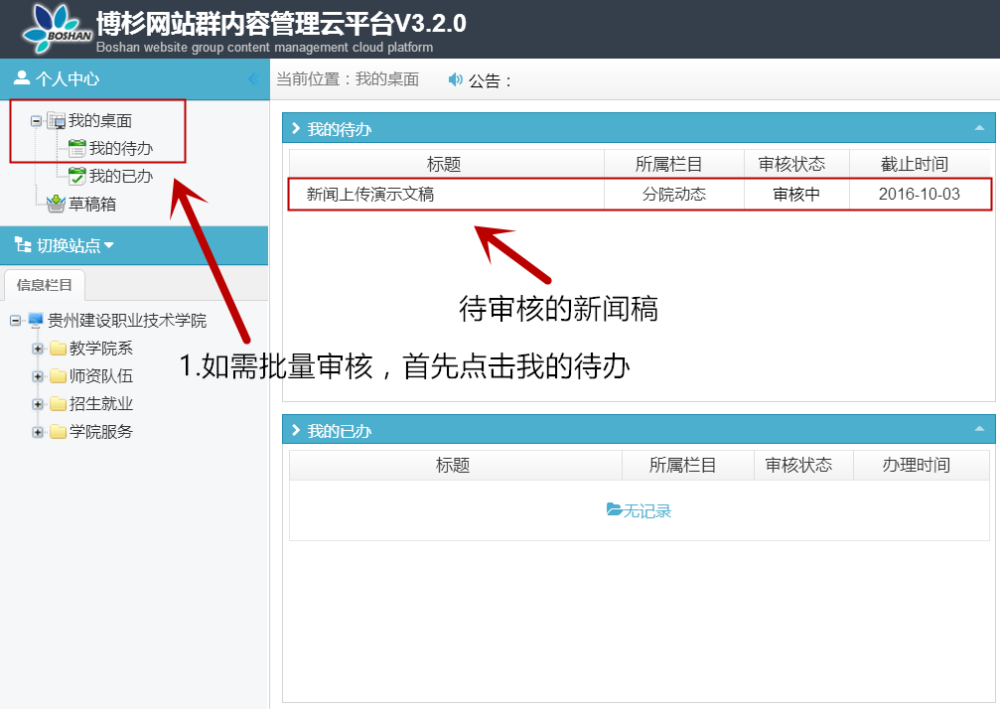 BOSHAN
博杉网站群内容管理云平台V3.2.0
Boshan website group content management cloud platform
个人中心
当前位置：我的桌面
公告：
我的桌面
我的待办
我的已办
草稿箱
切换站点
信息栏目
贵州建设职业技术学院
教学院系
师资队伍
招生就业
学院服务
我的待办
标题 所属栏目 审核状态 截止时间
新闻上传演示文稿 分院动态 审核中 2016-10-03
待审核的新闻稿
1.如需批量审核，首先点击我的待办
我的已办
标题 所属栏目 审核状态 办理时间
无记录